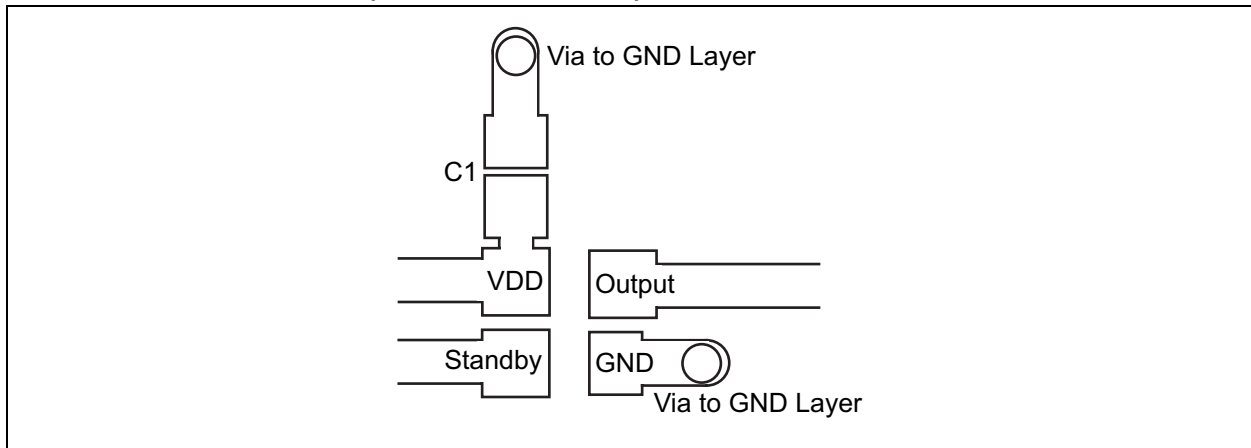 Via to GND Layer
C1
VDD
Output
Standby
GND
Via to GND Layer